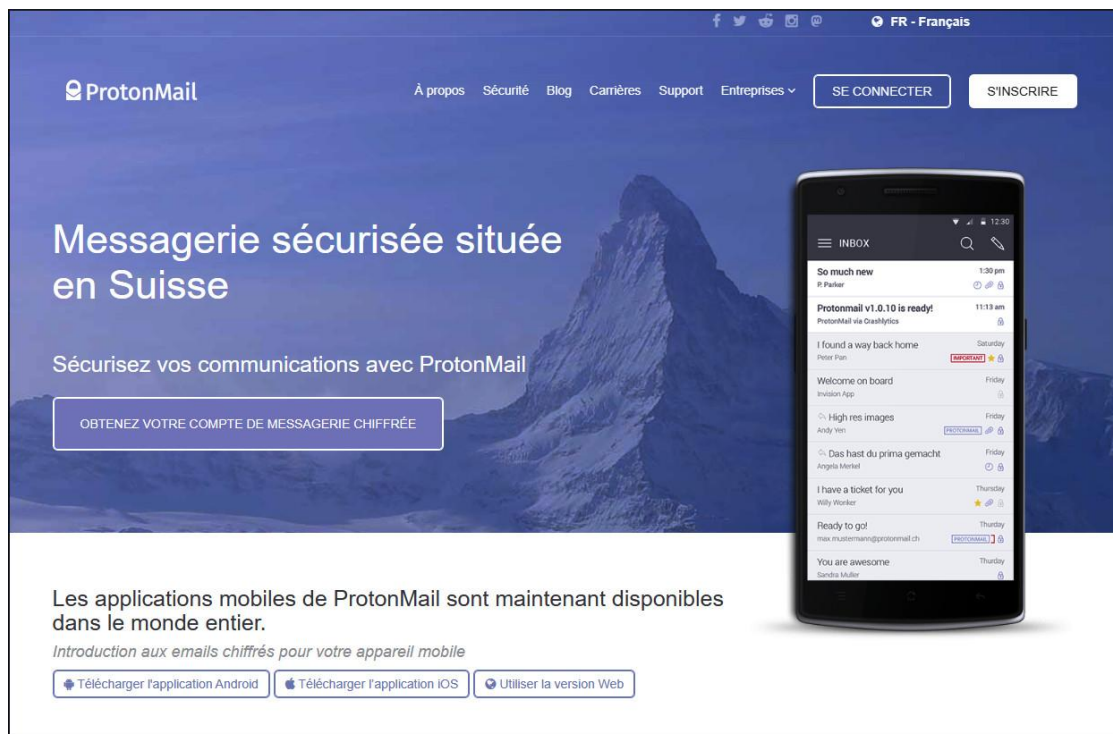 FR - Français
ProtonMail
À propos Sécurité Blog Carrières Support Entreprises SE CONNECTER S'INSCRIRE
Messagerie sécurisée située
en Suisse
Sécurisez vos communications avec ProtonMail
OBTENEZ VOTRE COMPTE DE MESSAGERIE CHIFFRÉE
12:30
INBOX
So much new 1:30 pm
P. Parker
Protonmail v1.0.10 is ready! 11:13 am
ProtonMail via Crashlytics
I found a way back home Saturday
Peter Pan IMPORTANT
Welcome on board Friday
Invision App
High res images Friday
Andy Yen PROTONMAIL
Das hast du prima gemacht Friday
Angela Merkel
I have a ticket for you Thursday
Willy Wonker
Ready to go! Thurday
max.mustermann@protonmail.ch PROTONMAIL
You are awesome Thurday
Sandra Muller
Les applications mobiles de ProtonMail sont maintenant disponibles
dans le monde entier.
Introduction aux emails chiffrés pour votre appareil mobile
Télécharger l'application Android Télécharger l'application iOS Utiliser la version Web